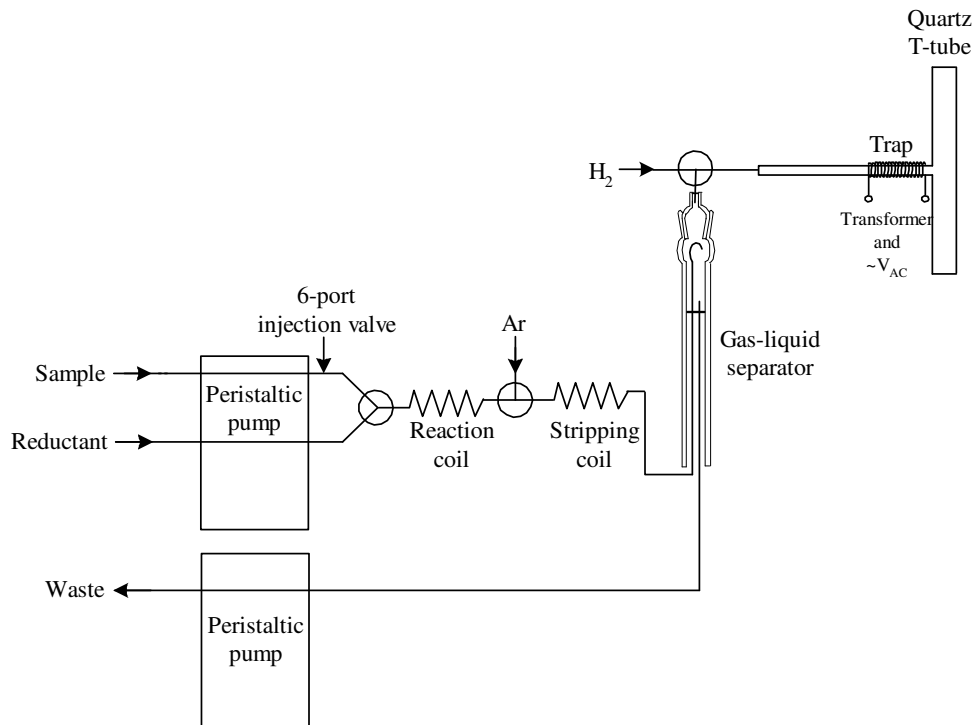 Quartz
T-tube
Trap
H₂
Transformer
and
~V_AC
6-port
injection valve
Ar
Gas-liquid
separator
Sample
Peristaltic
pump
Reductant
Reaction
coil
Stripping
coil
Waste
Peristaltic
pump